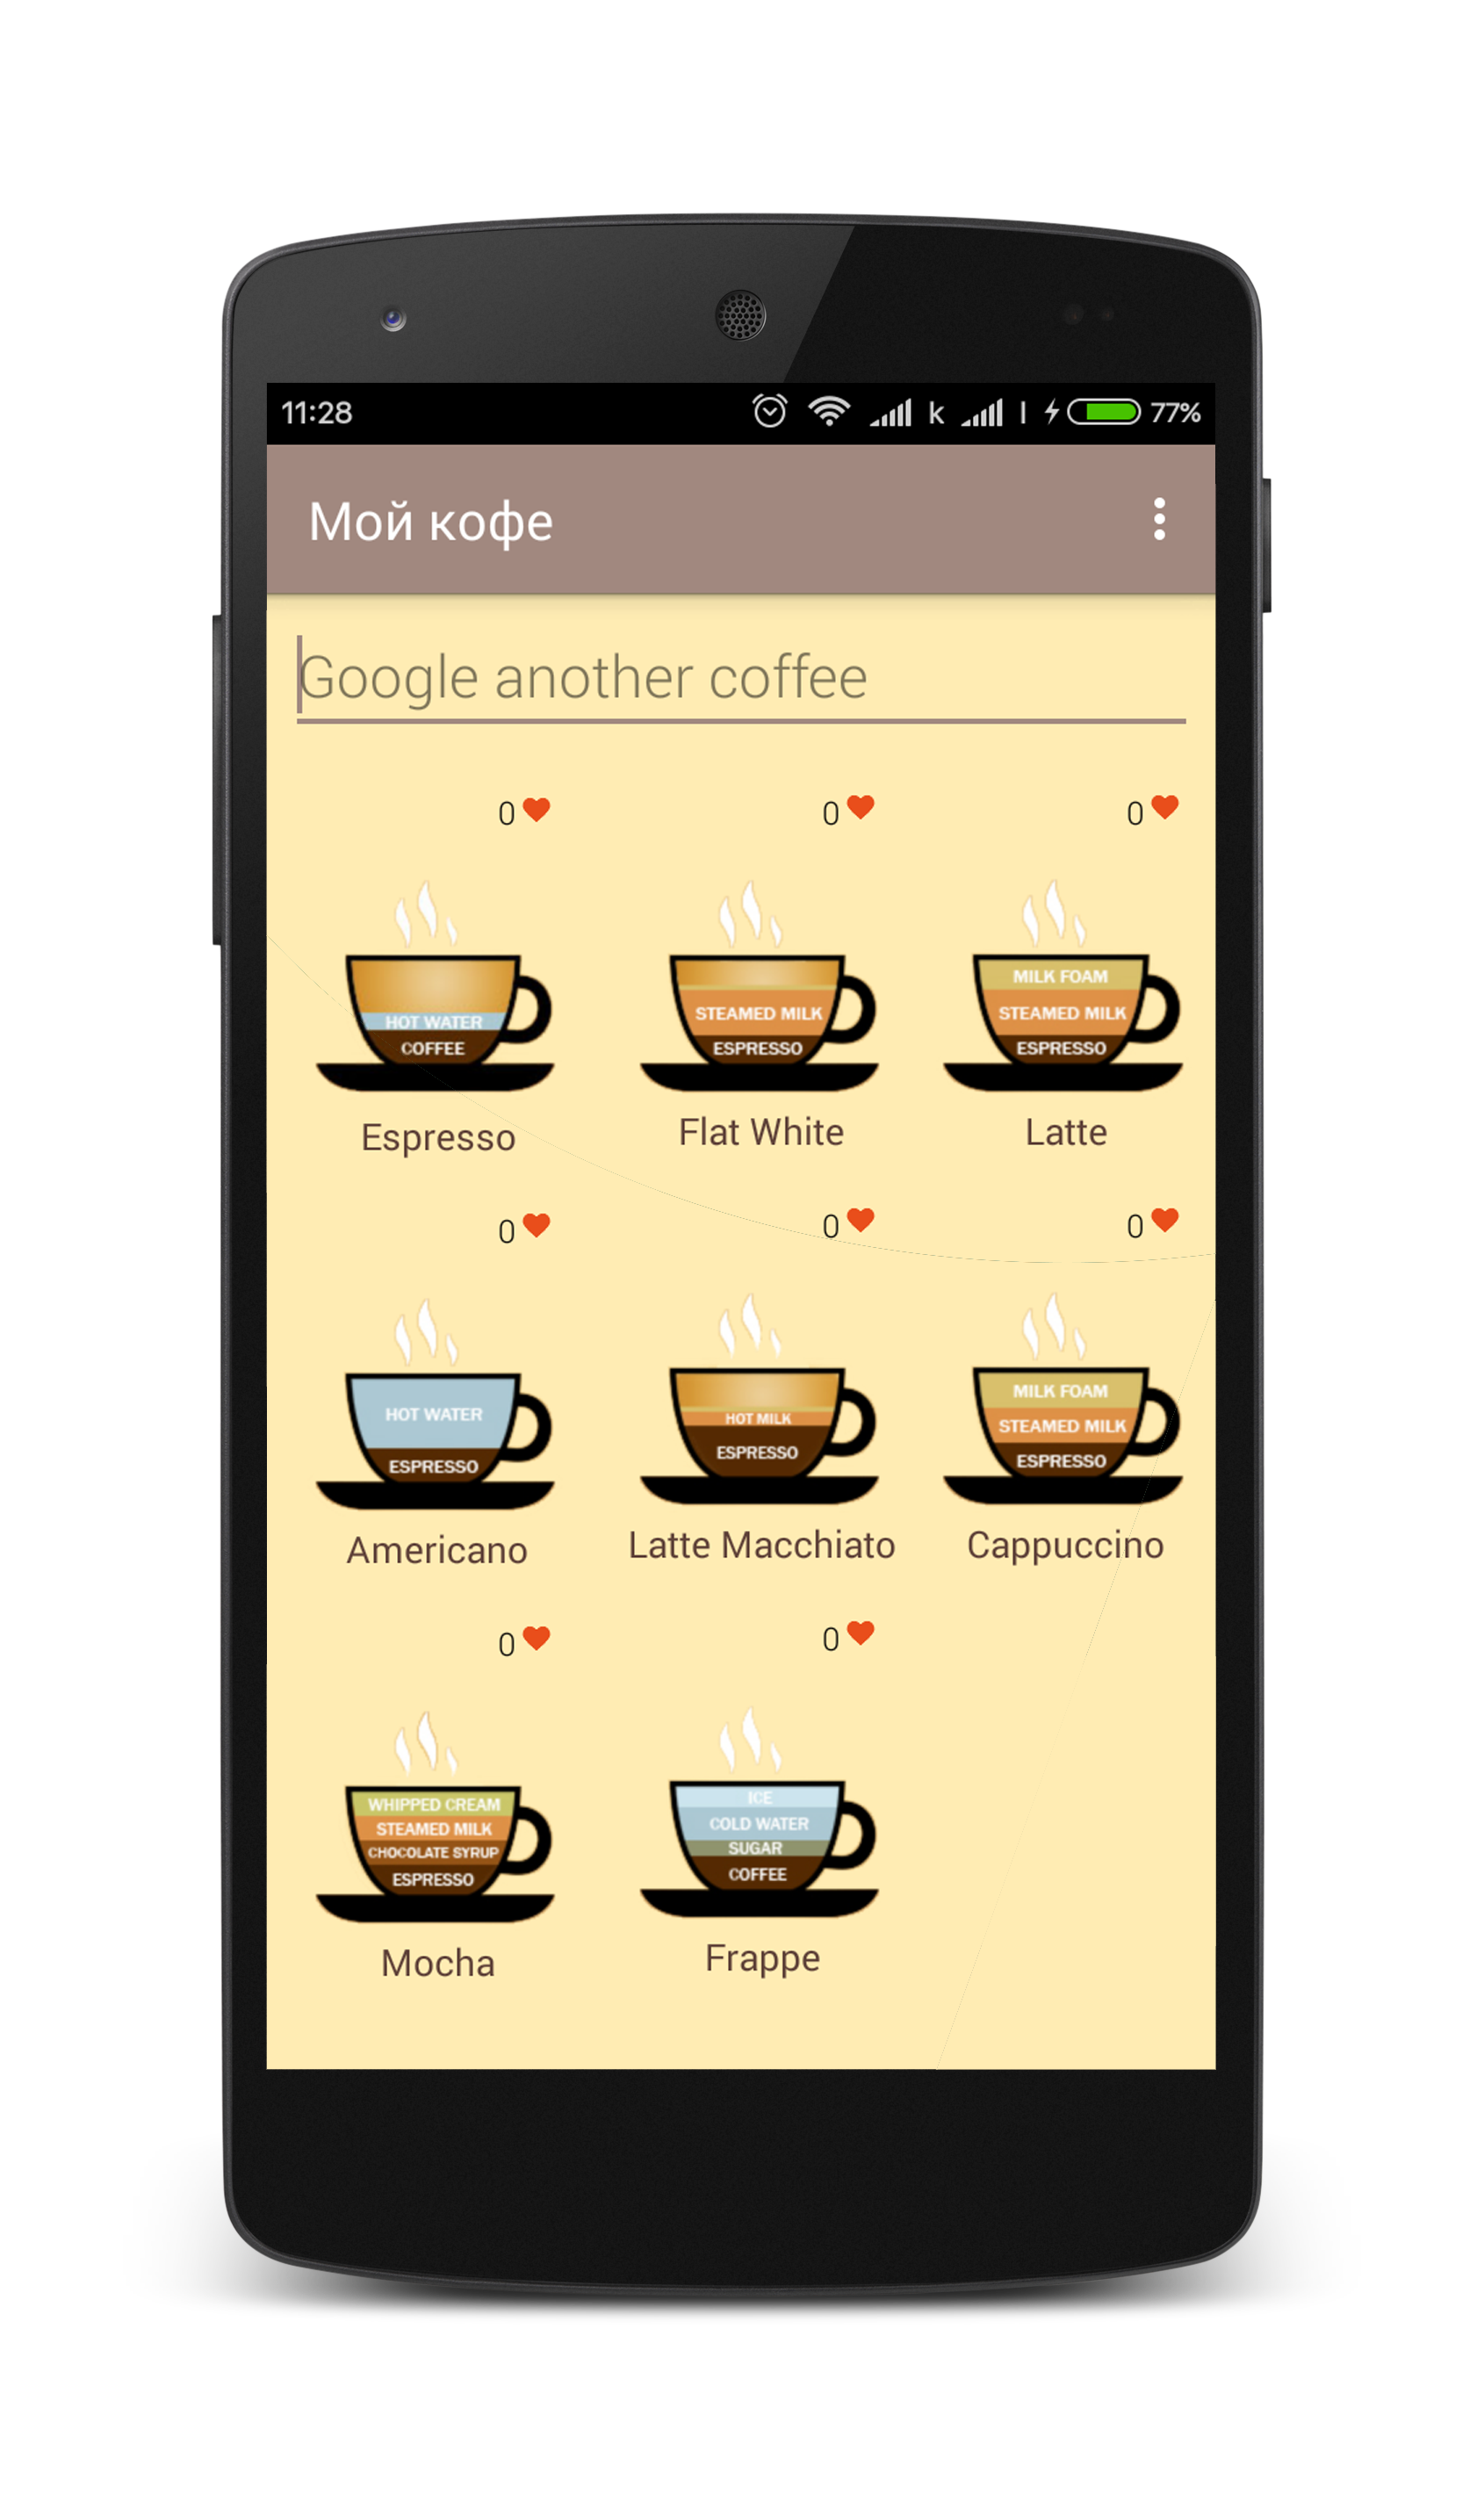 11:28 k l 77%
Мой кофе
Google another coffee
0 0 0
HOT WATER
COFFEE
STEAMED MILK
ESPRESSO
MILK FOAM
STEAMED MILK
ESPRESSO
Espresso Flat White Latte
0 0 0
HOT WATER
ESPRESSO
HOT MILK
ESPRESSO
MILK FOAM
STEAMED MILK
ESPRESSO
Americano Latte Macchiato Cappuccino
0 0
WHIPPED CREAM
STEAMED MILK
CHOCOLATE SYRUP
ESPRESSO
ICE
COLD WATER
SUGAR
COFFEE
Mocha Frappe